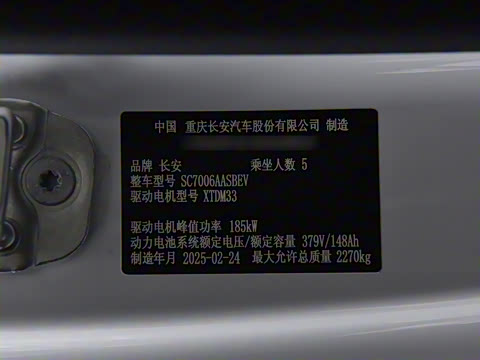 中国 重庆长安汽车股份有限公司 制造
品牌 长安 乘坐人数 5
整车型号 SC7006AASBEV
驱动电机型号 XTDM33
驱动电机峰值功率 185kW
动力电池系统额定电压/额定容量 379V/148Ah
制造年月 2025-02-24 最大允许总质量 2270kg